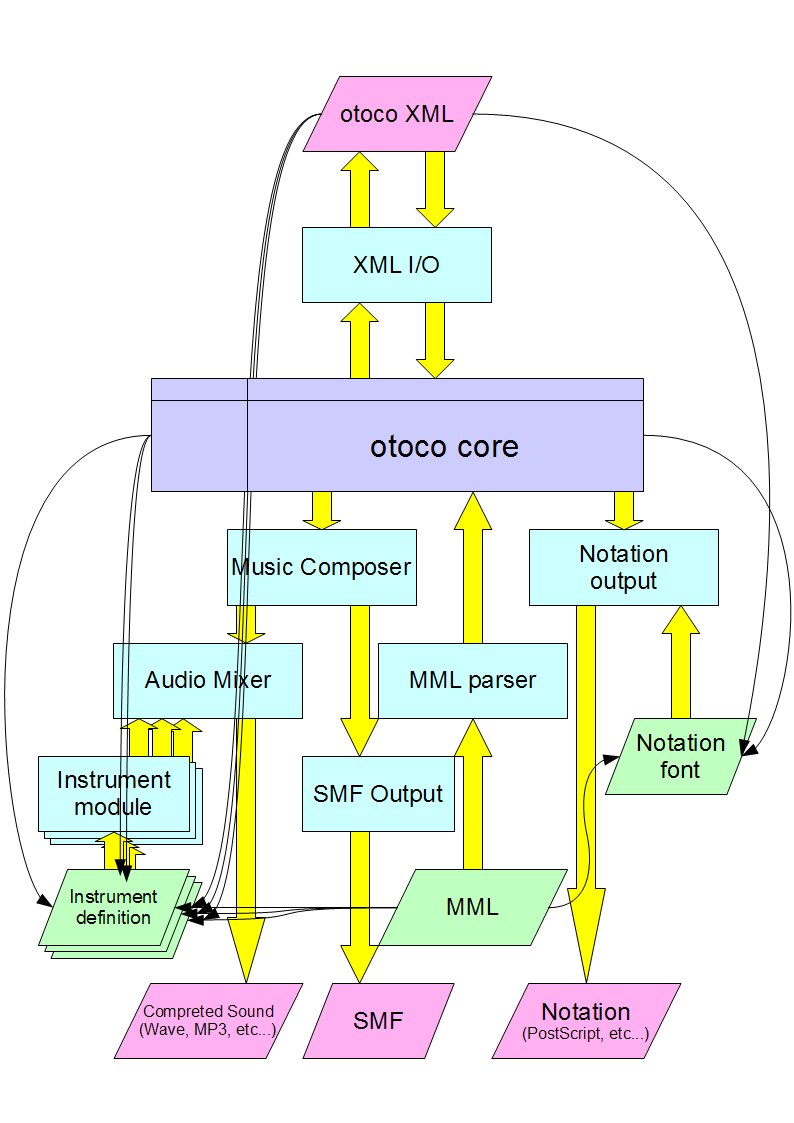 otoco XML
XML I/O
otoco core
Music Composer
Notation
output
Audio Mixer
MML parser
Notation
font
Instrument
module
SMF Output
Instrument
definition
MML
Compreted Sound
(Wave, MP3, etc...)
SMF
Notation
(PostScript, etc...)